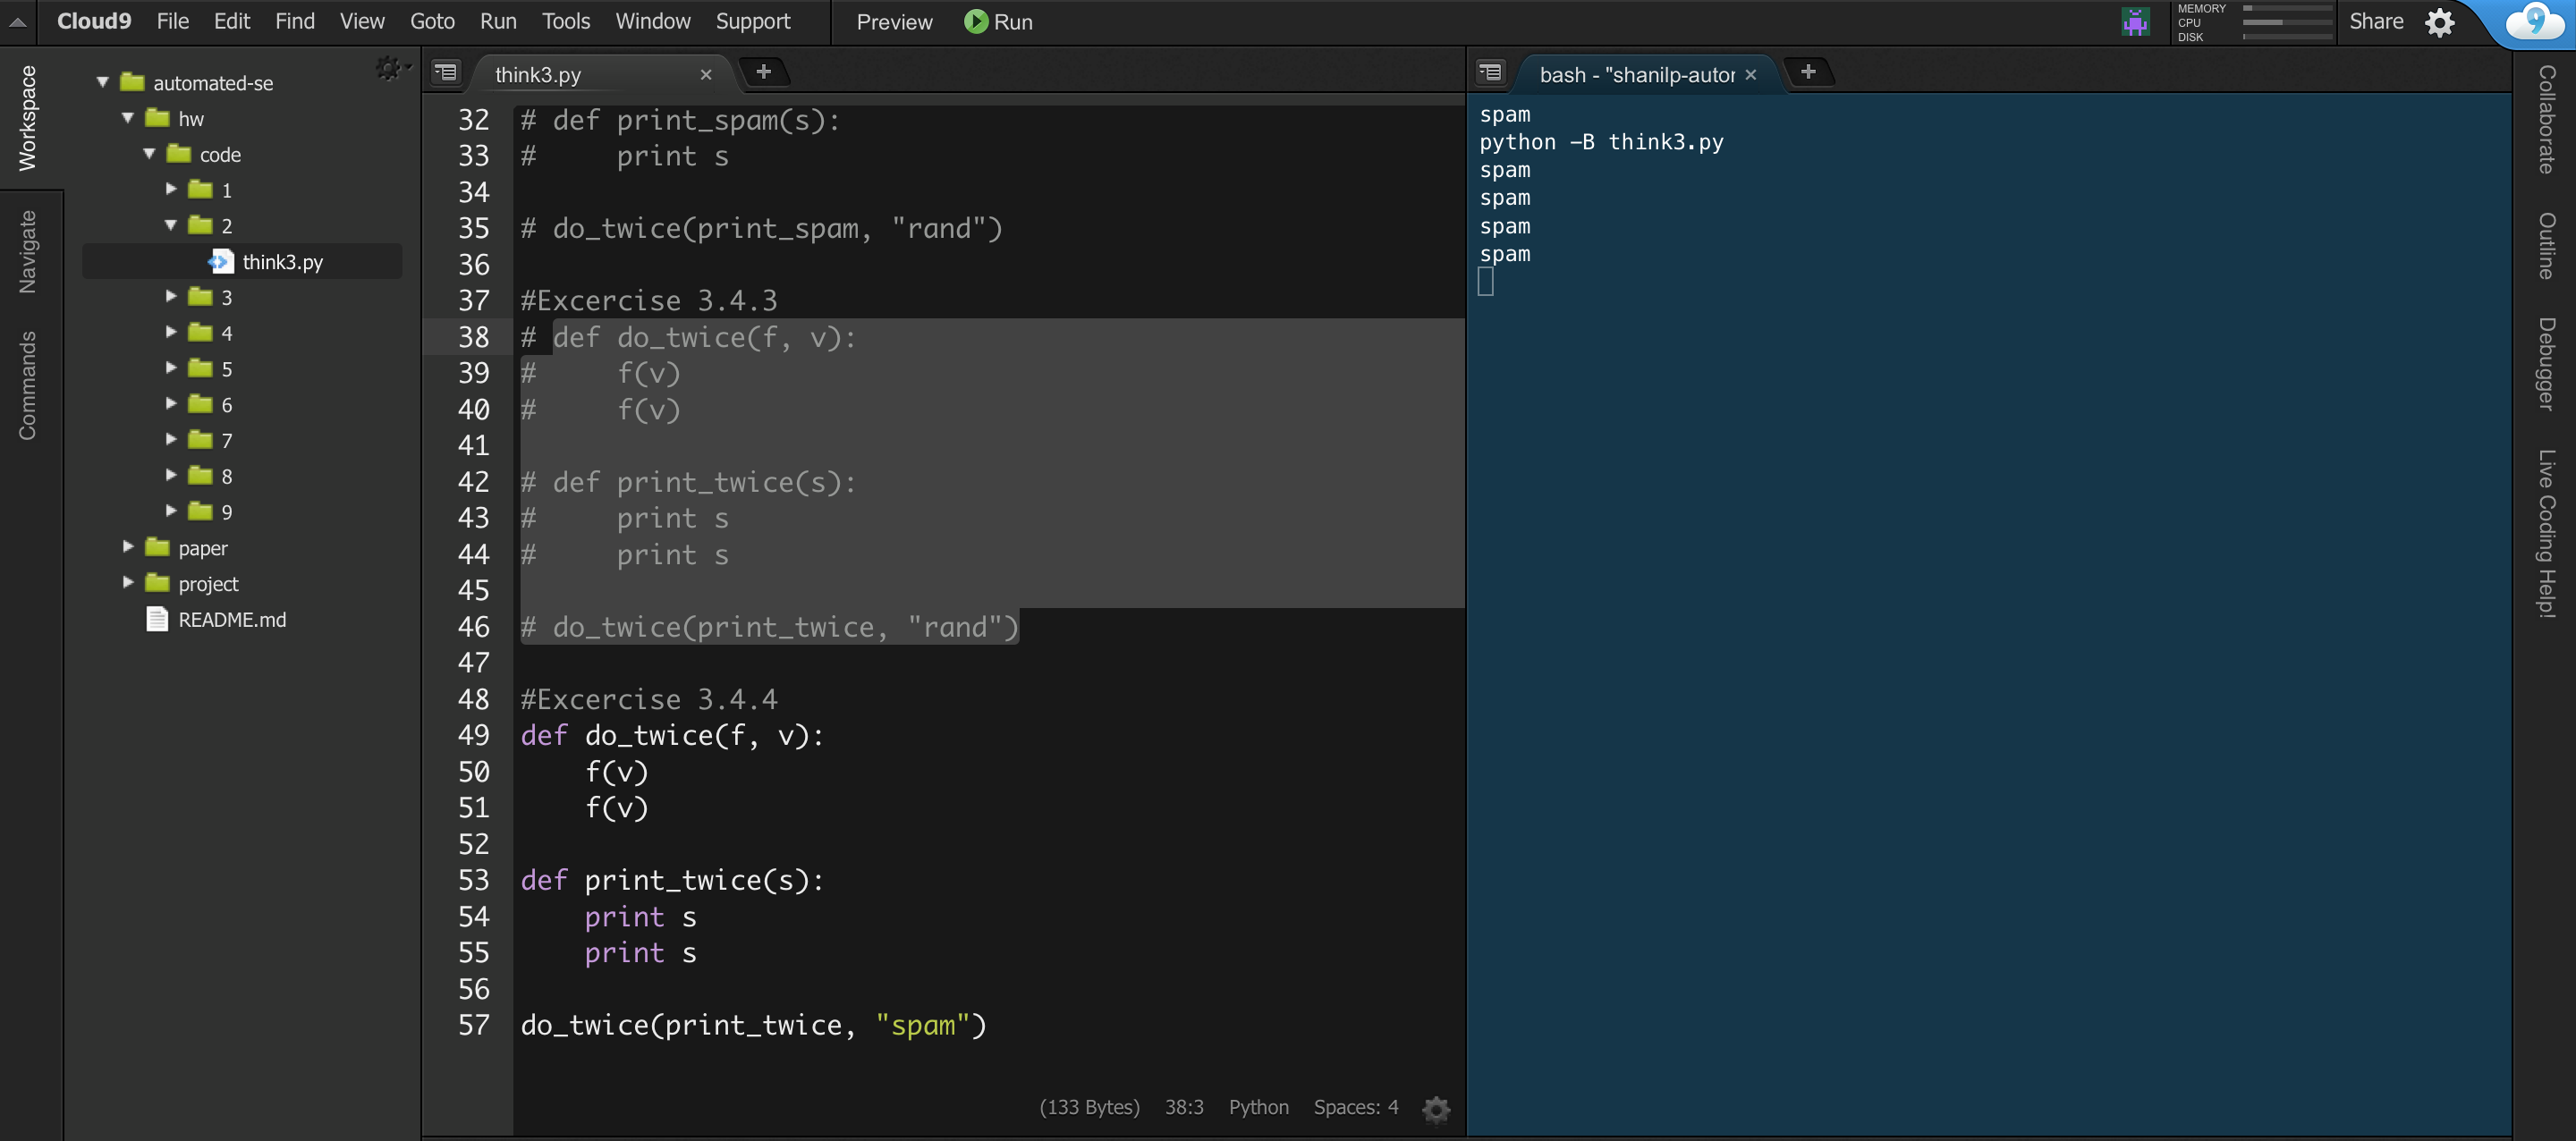 Cloud9 File Edit Find View Goto Run Tools Window Support Preview Run
MEMORY
CPU
DISK
Share
9
Workspace
Navigate
Commands
automated-se
hw
code
1
2
think3.py
3
4
5
6
7
8
9
paper
project
README.md
think3.py
32 # def print_spam(s):
33 #     print s
34
35 # do_twice(print_spam, "rand")
36
37 #Excercise 3.4.3
38 # def do_twice(f, v):
39 #     f(v)
40 #     f(v)
41
42 # def print_twice(s):
43 #     print s
44 #     print s
45
46 # do_twice(print_twice, "rand")
47
48 #Excercise 3.4.4
49 def do_twice(f, v):
50     f(v)
51     f(v)
52
53 def print_twice(s):
54     print s
55     print s
56
57 do_twice(print_twice, "spam")
(133 Bytes) 38:3 Python Spaces: 4
bash - "shanilp-autor
spam
python -B think3.py
spam
spam
spam
spam
Collaborate
Outline
Debugger
Live Coding Help!